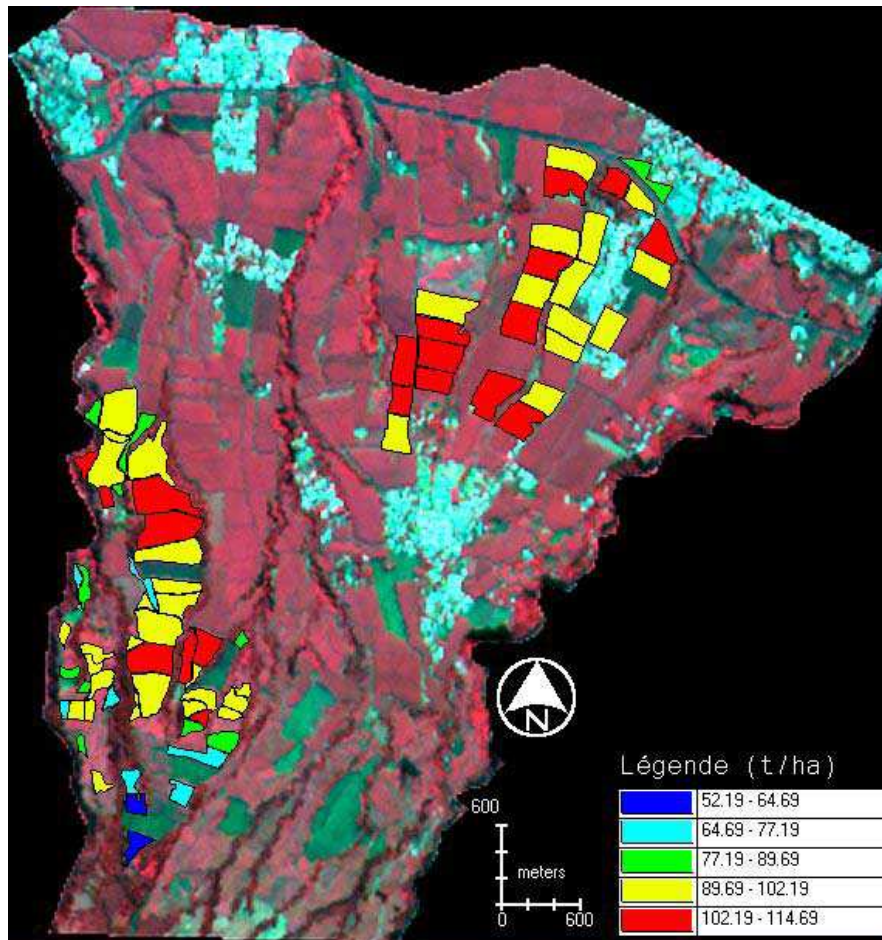 N
Légende (t/ha)
52.19 - 64.69
64.69 - 77.19
77.19 - 89.69
89.69 - 102.19
102.19 - 114.69
600
meters
0
600